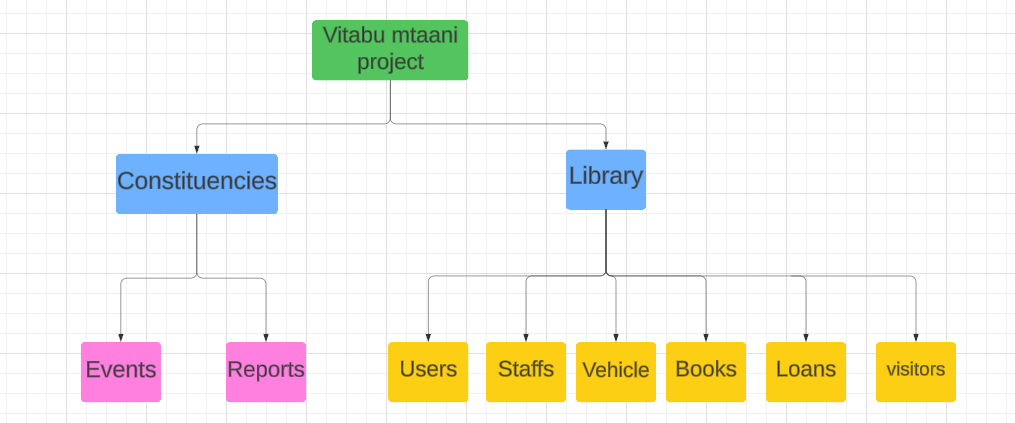 Vitabu mtaani
project
Constituencies
Library
Events
Reports
Users
Staffs
Vehicle
Books
Loans
visitors